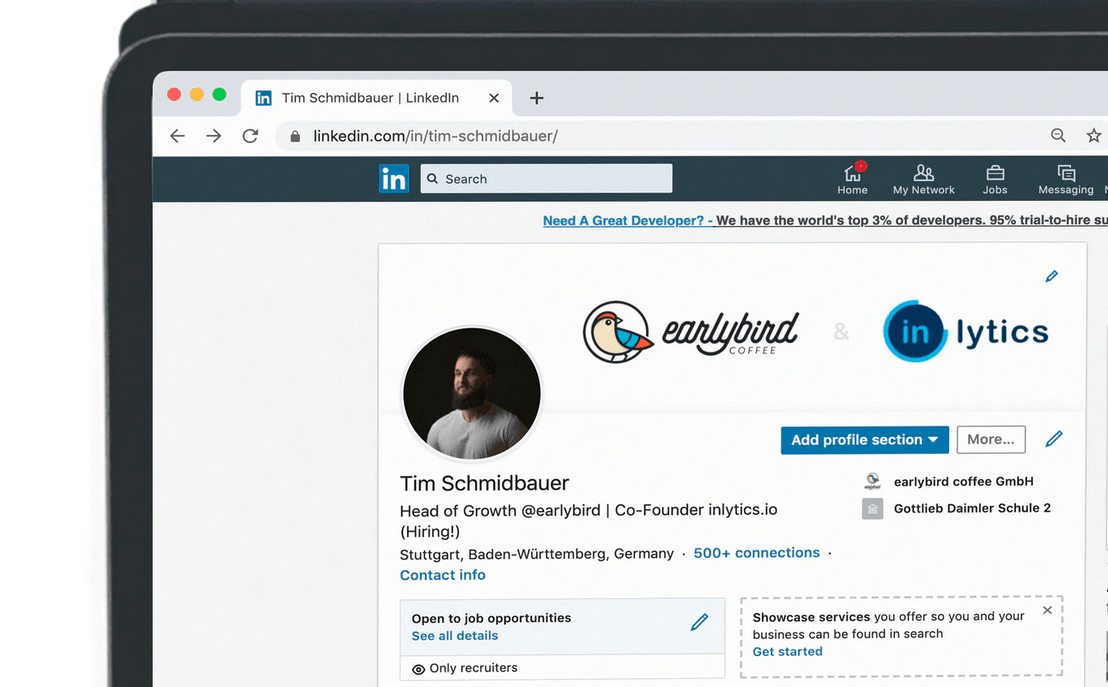 Tim Schmidbauer | LinkedIn
linkedin.com/in/tim-schmidbauer/
in
Search
Home
My Network
Jobs
Messaging
Need A Great Developer? - We have the world's top 3% of developers. 95% trial-to-hire
earlybird
COFFEE
&
in lytics
Add profile section
More...
Tim Schmidbauer
earlybird coffee GmbH
Head of Growth @earlybird | Co-Founder inlytics.io
(Hiring!)
Gottlieb Daimler Schule 2
Stuttgart, Baden-Württemberg, Germany · 500+ connections ·
Contact info
Open to job opportunities
See all details
Only recruiters
Showcase services you offer so you and your
business can be found in search
Get started